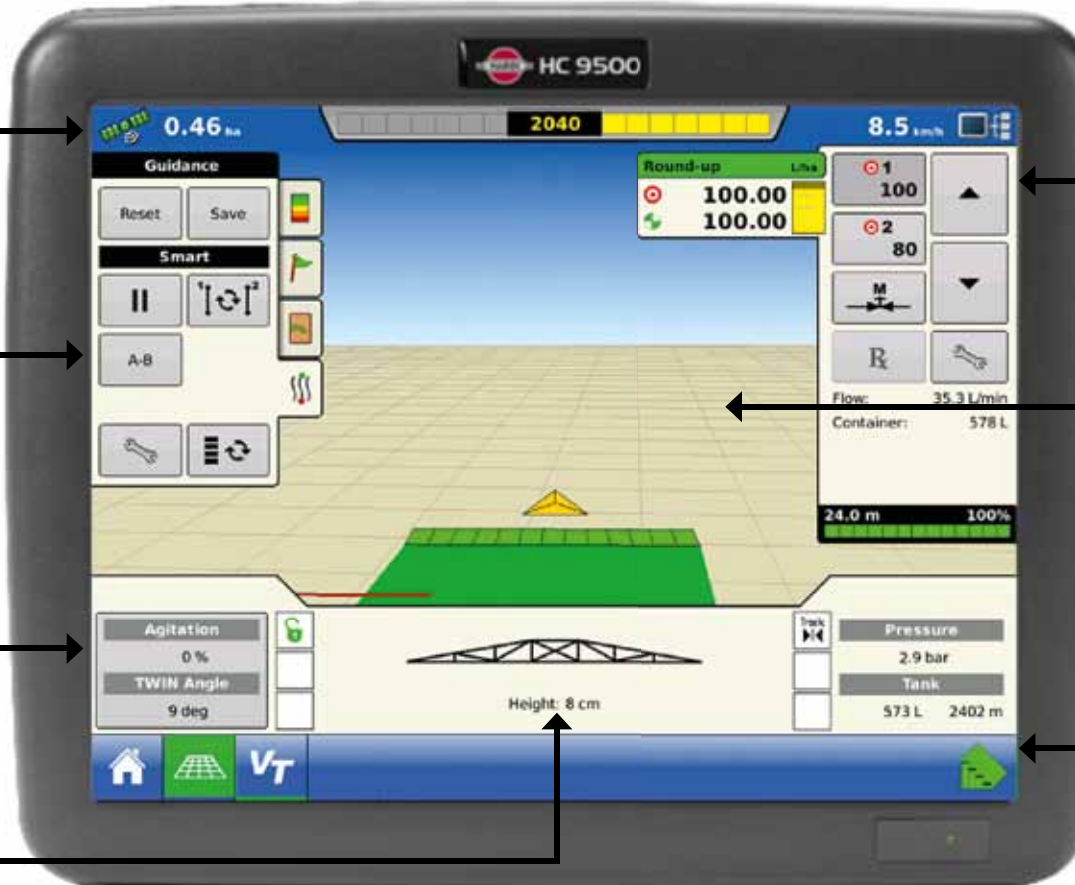 HARDI HC 9500
0.46 ha
2040
8.5 km/h
Guidance
Reset Save
Smart
A-B
Round-up L/ha
100.00
100.00
1
100
2
80
M
Rx
Flow: 35.3 L/min
Container: 578 L
24.0 m 100%
Agitation
0 %
TWIN Angle
9 deg
Height: 8 cm
Track
Pressure
2.9 bar
Tank
573 L 2402 m
VT